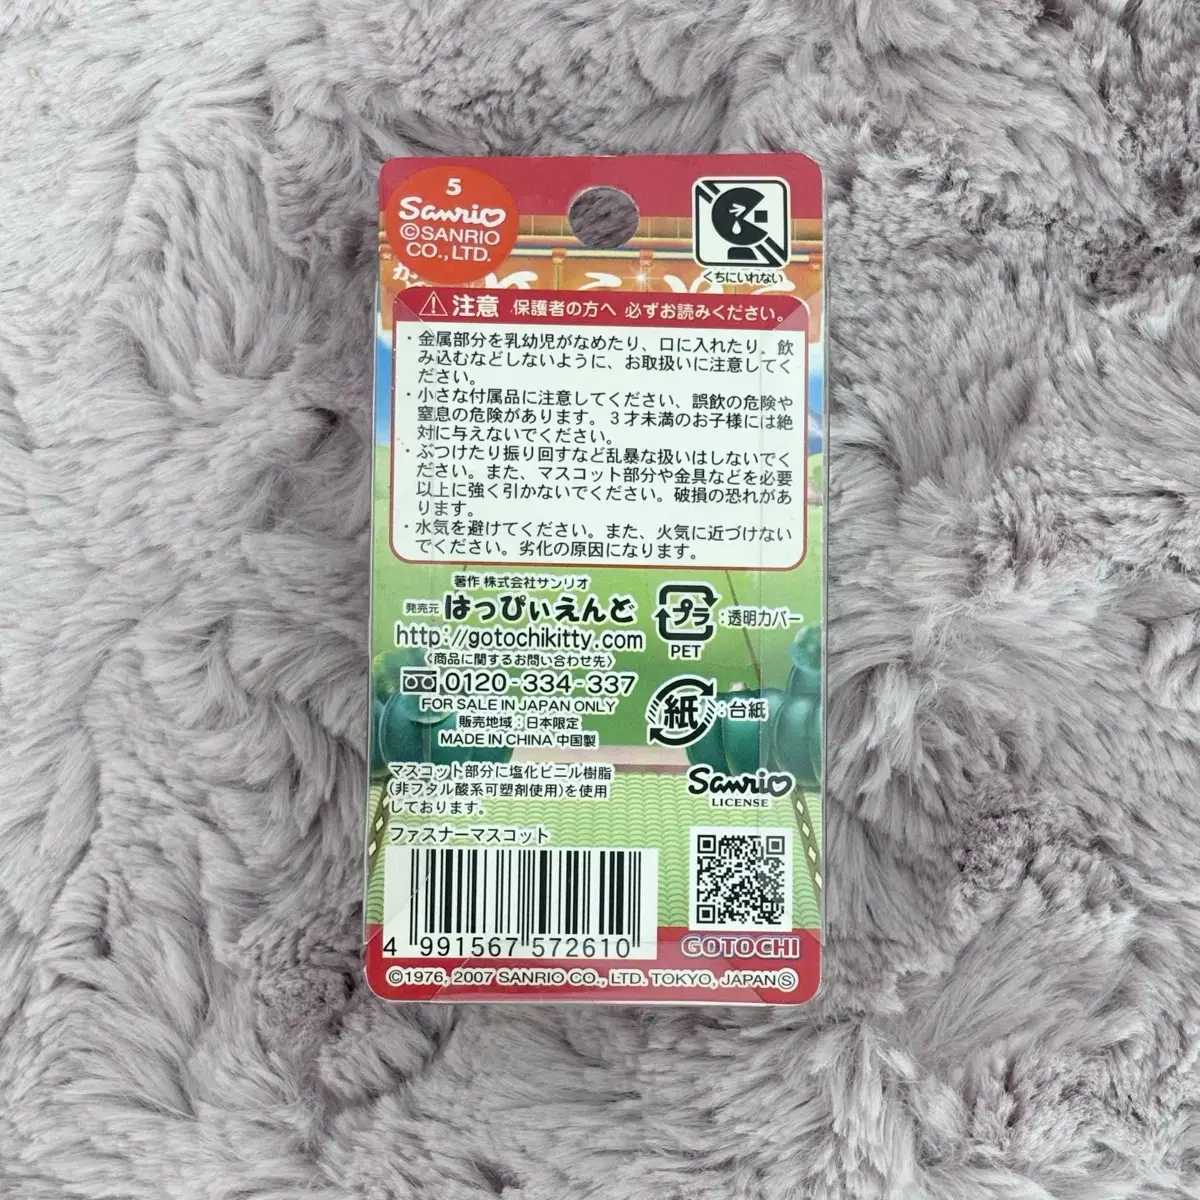 5
Sanrio
©SANRIO
CO.,LTD.
くちにいれない
注意 保護者の方へ 必ずお読みください。
・金属部分を乳幼児がなめたり、口に入れたり、飲
み込むなどしないように、お取扱いに注意してく
ださい。
・小さな付属品に注意してください、誤飲の危険や
窒息の危険があります。3才未満のお子様には絶
対に与えないでください。
・ぶつけたり振り回すなど乱暴な扱いはしないでく
ださい。また、マスコット部分や金具などを必要
以上に強く引かないでください。破損の恐れがあ
ります。
・水気を避けてください。また、火気に近づけない
でください。劣化の原因になります。
著作 株式会社サンリオ
発売元 はっぴぃえんど
http://gotochikitty.com
〈商品に関するお問い合わせ先〉
0120-334-337
FOR SALE IN JAPAN ONLY
販売地域：日本限定
MADE IN CHINA 中国製
プラ:透明カバー
PET
紙:台紙
マスコット部分に塩化ビニル樹脂
(非フタル酸系可塑剤使用)を使用
しております。
Sanrio
LICENSE
ファスナーマスコット
4 991567 572610
GOTOCHI
©1976, 2007 SANRIO CO., LTD. TOKYO, JAPAN Ⓢ